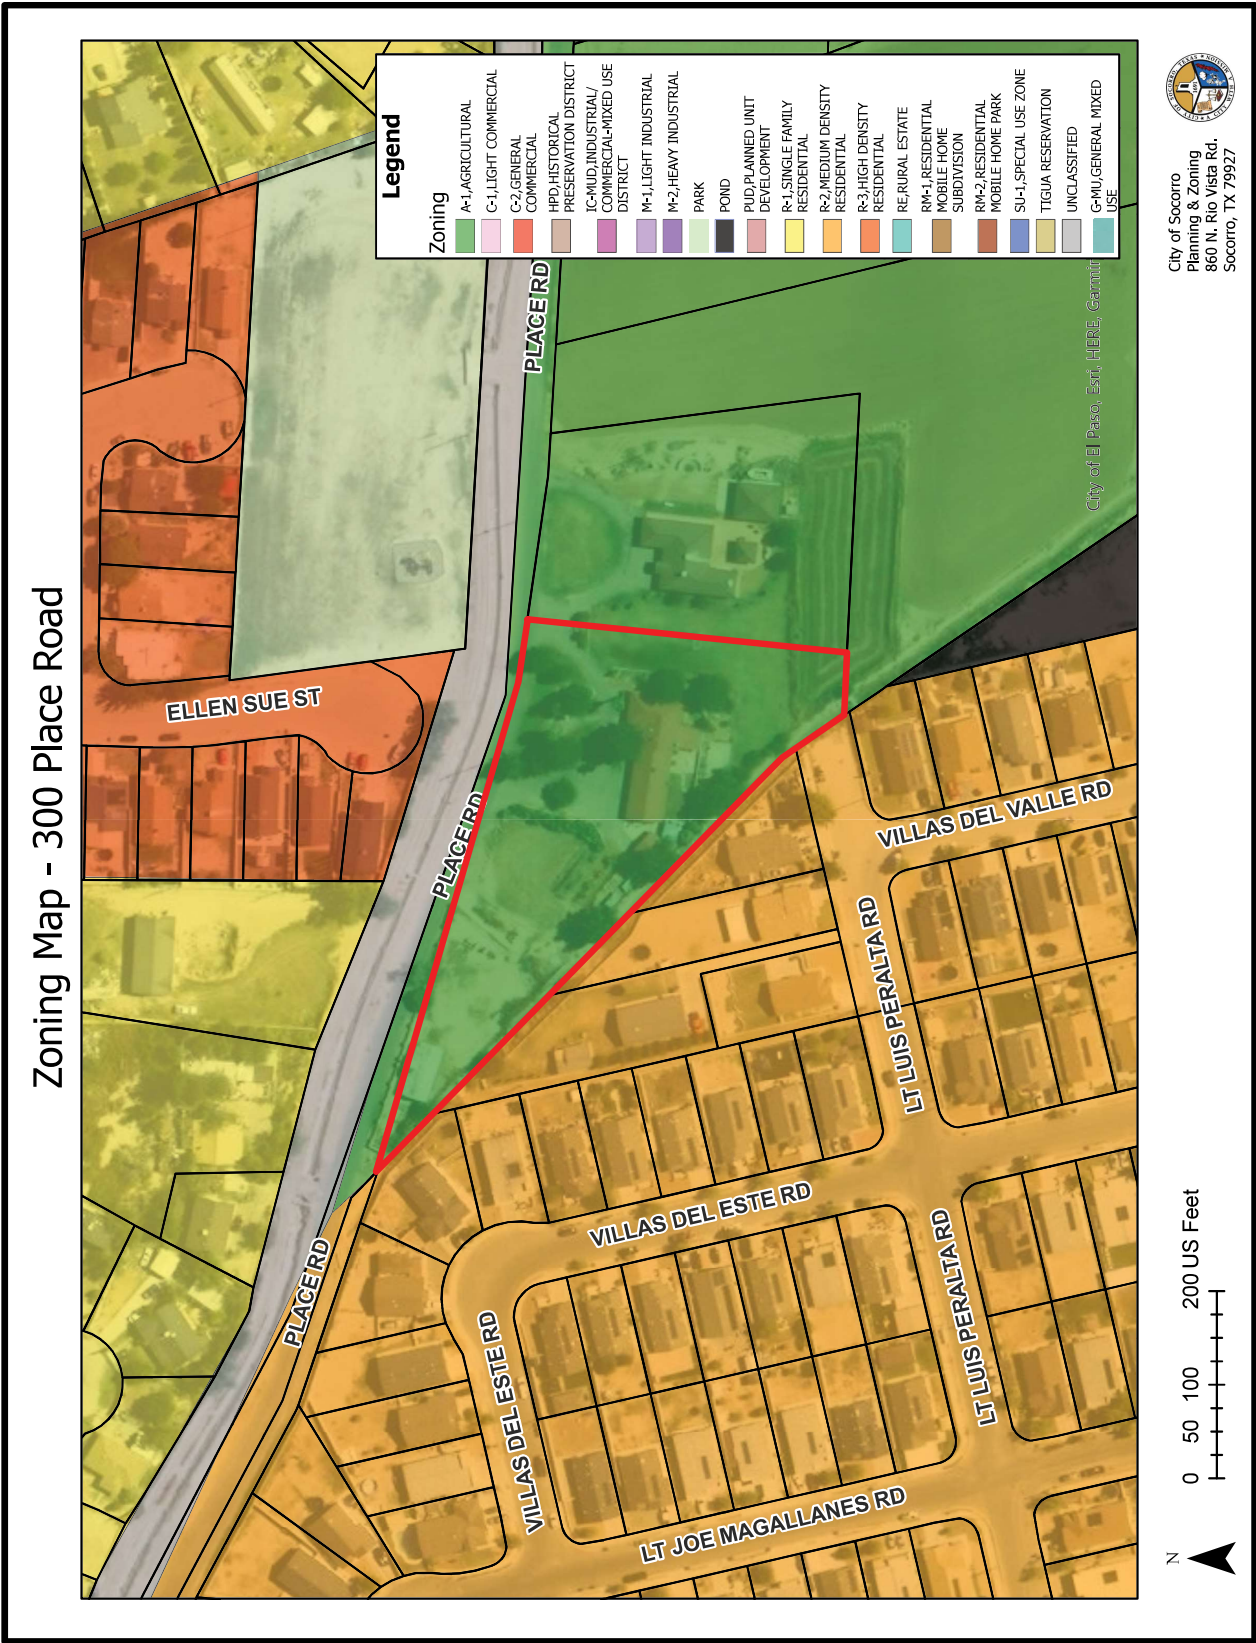 Zoning Map - 300 Place Road
ELLEN SUE ST
PLACE RD
PLACE RD
PLACE RD
VILLAS DEL VALLE RD
LT LUIS PERALTA RD
VILLAS DEL ESTE RD
LT LUIS PERALTA RD
VILLAS DEL ESTE RD
LT JOE MAGALLANES RD
Legend
Zoning
A-1,AGRICULTURAL
C-1,LIGHT COMMERCIAL
C-2,GENERAL
COMMERCIAL
HPD,HISTORICAL
PRESERVATION DISTRICT
IC-MUD,INDUSTRIAL/
COMMERCIAL-MIXED USE
DISTRICT
M-1,LIGHT INDUSTRIAL
M-2,HEAVY INDUSTRIAL
PARK
POND
PUD,PLANNED UNIT
DEVELOPMENT
R-1,SINGLE FAMILY
RESIDENTIAL
R-2,MEDIUM DENSITY
RESIDENTIAL
R-3,HIGH DENSITY
RESIDENTIAL
RE,RURAL ESTATE
RM-1,RESIDENTIAL
MOBILE HOME
SUBDIVISION
RM-2,RESIDENTIAL
MOBILE HOME PARK
SU-1,SPECIAL USE ZONE
TIGUA RESERVATION
UNCLASSIFIED
G-MU,GENERAL MIXED
USE
City of El Paso, Esri, HERE, Garmin
N
0 50 100 200 US Feet
City of Socorro
Planning & Zoning
860 N. Rio Vista Rd.
Socorro, TX 79927